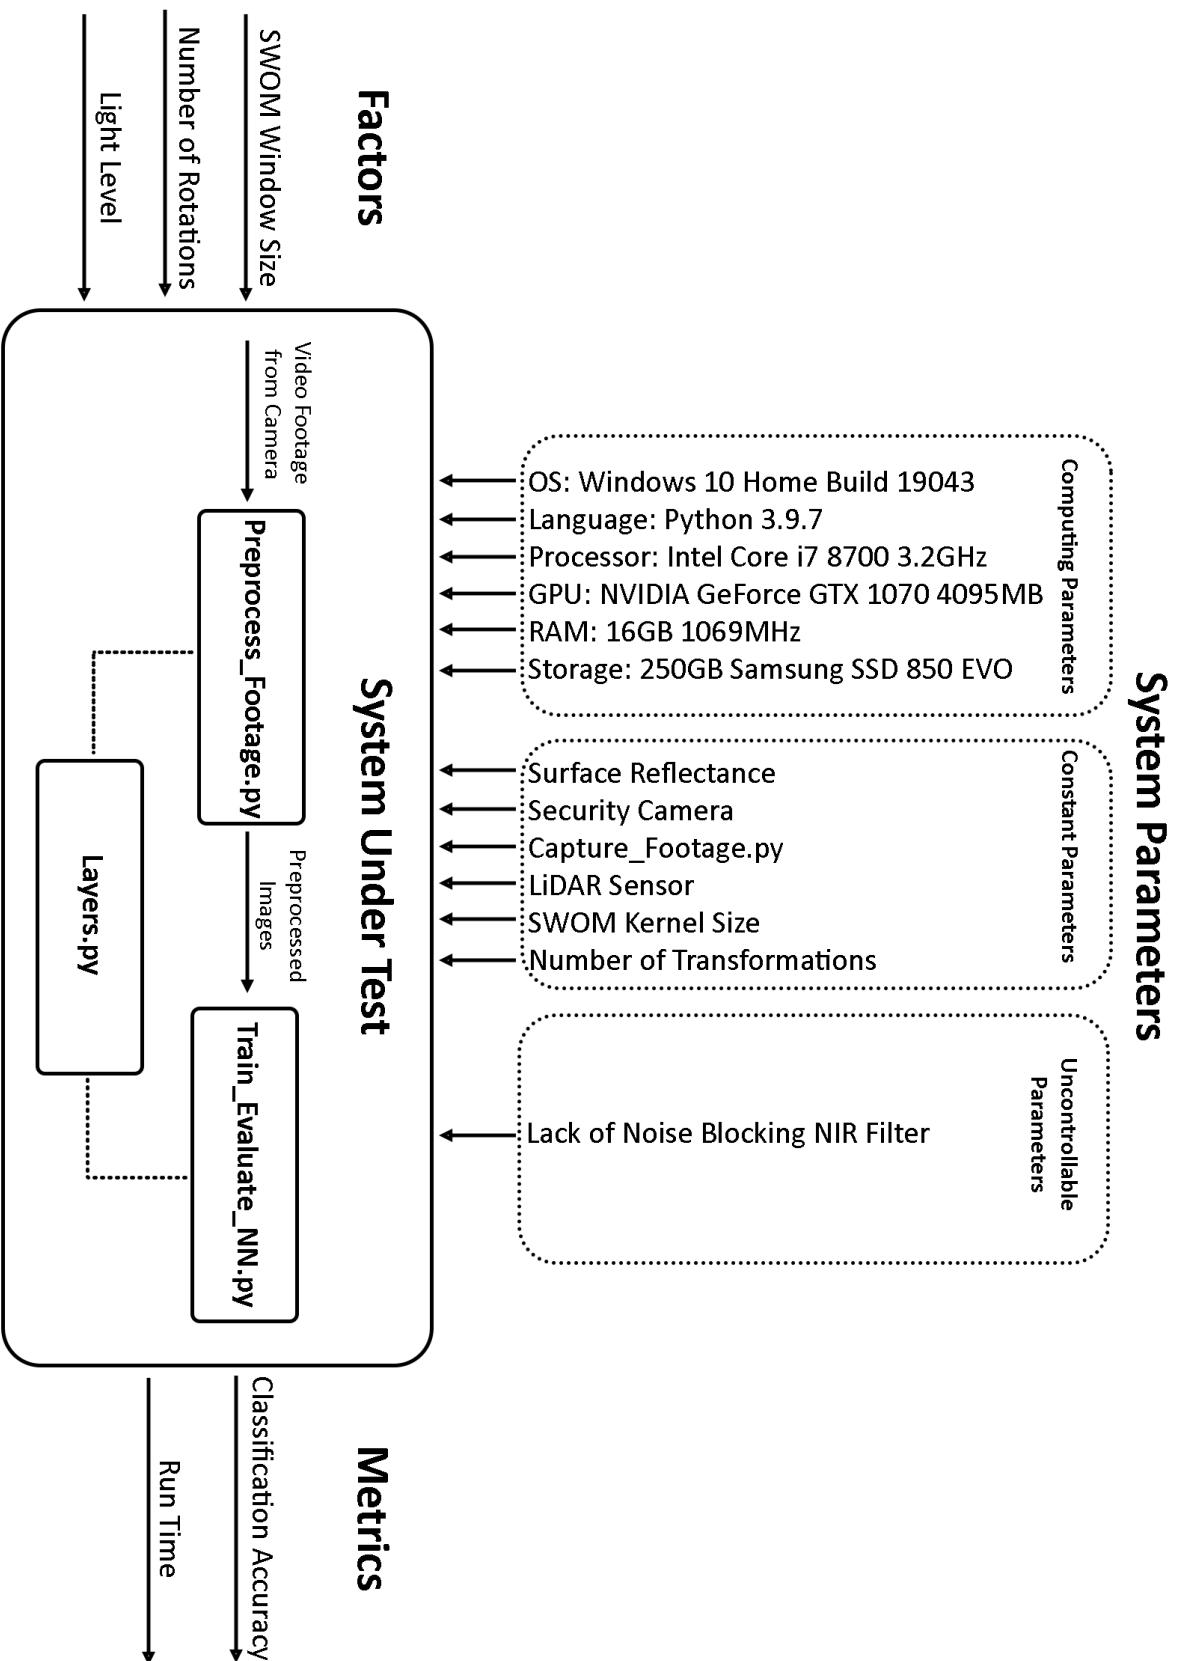 System Parameters
Computing Parameters
OS: Windows 10 Home Build 19043
Language: Python 3.9.7
Processor: Intel Core i7 8700 3.2GHz
GPU: NVIDIA GeForce GTX 1070 4095MB
RAM: 16GB 1069MHz
Storage: 250GB Samsung SSD 850 EVO
Constant Parameters
Surface Reflectance
Security Camera
Capture_Footage.py
LiDAR Sensor
SWOM Kernel Size
Number of Transformations
Uncontrollable
Parameters
Lack of Noise Blocking NIR Filter
Factors
SWOM Window Size
Number of Rotations
Light Level
System Under Test
Video Footage
from Camera
Preprocess_Footage.py
Preprocessed
Images
Train_Evaluate_NN.py
Layers.py
Metrics
Classification Accuracy
Run Time